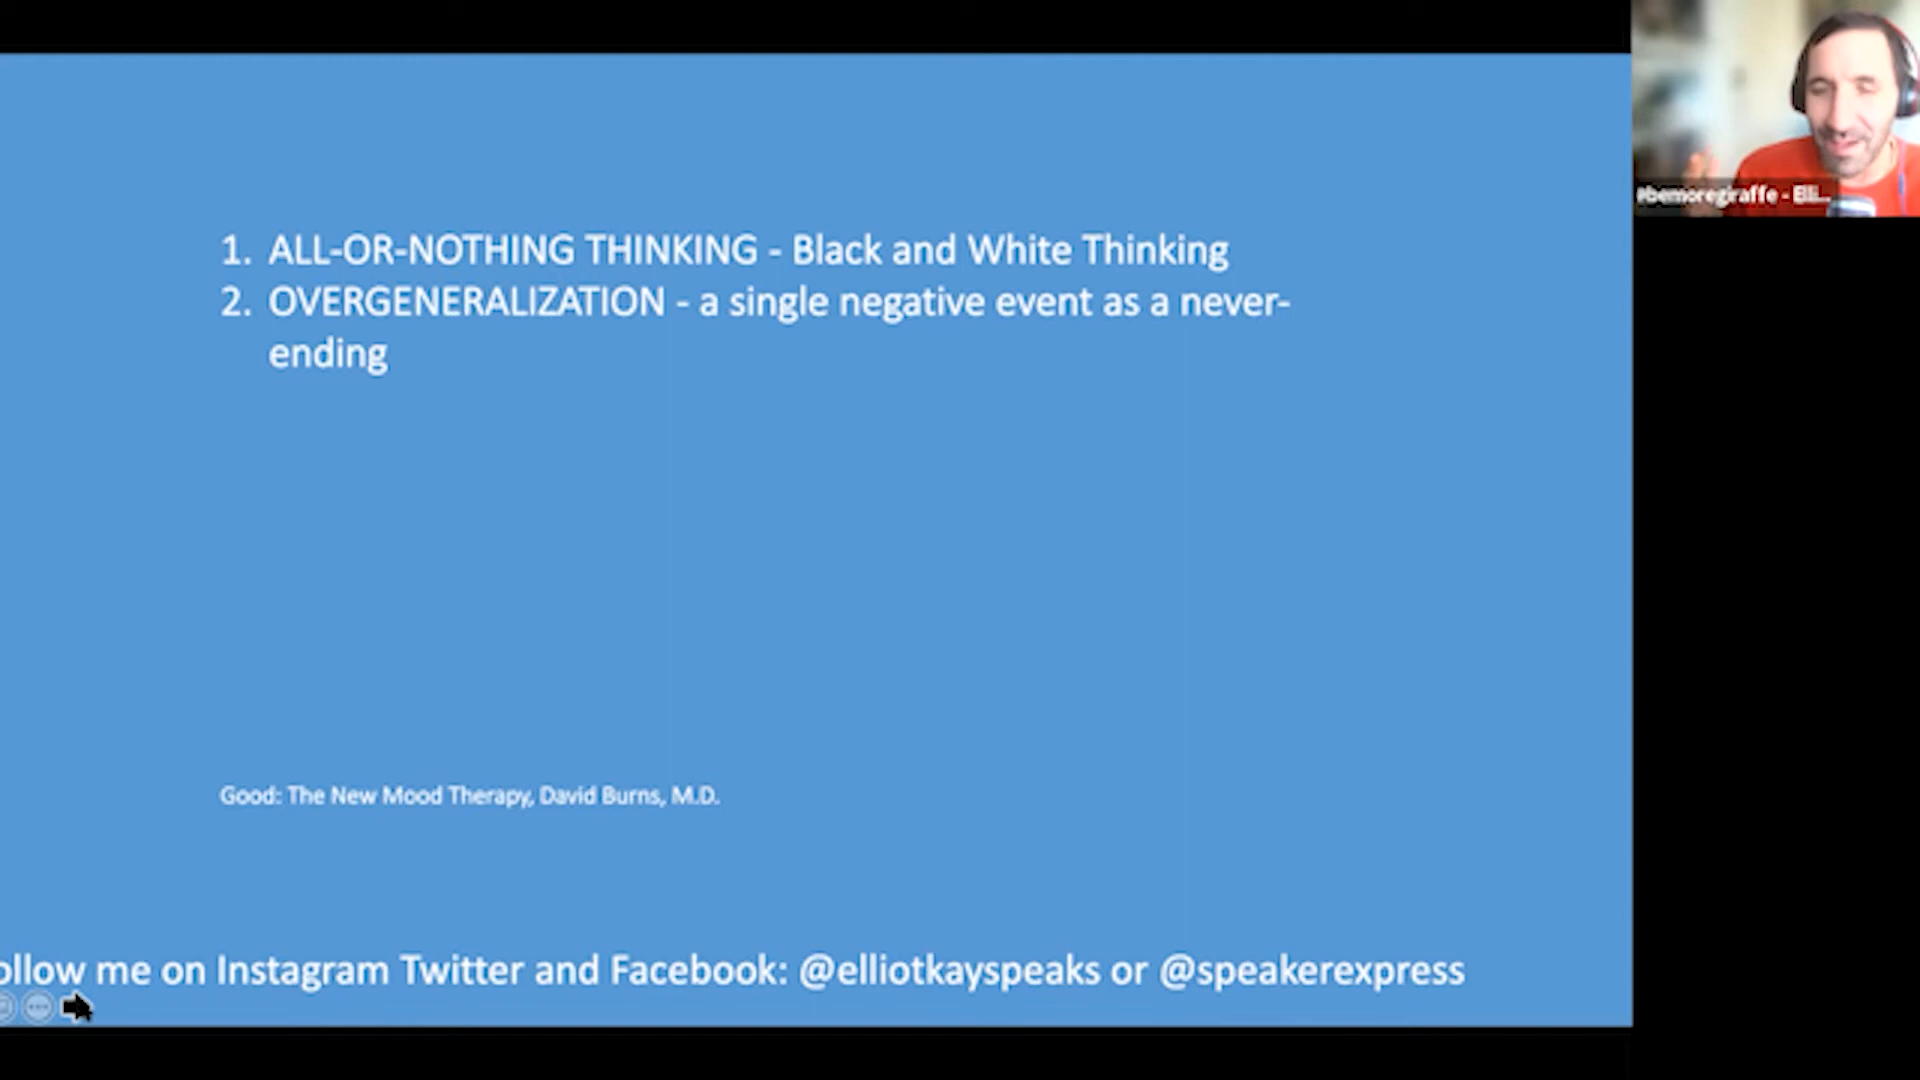 1. ALL-OR-NOTHING THINKING - Black and White Thinking
2. OVERGENERALIZATION - a single negative event as a never-
ending
Good: The New Mood Therapy, David Burns, M.D.
ollow me on Instagram Twitter and Facebook: @elliotkayspeaks or @speakerexpress
#bemoregiraffe - Elli...